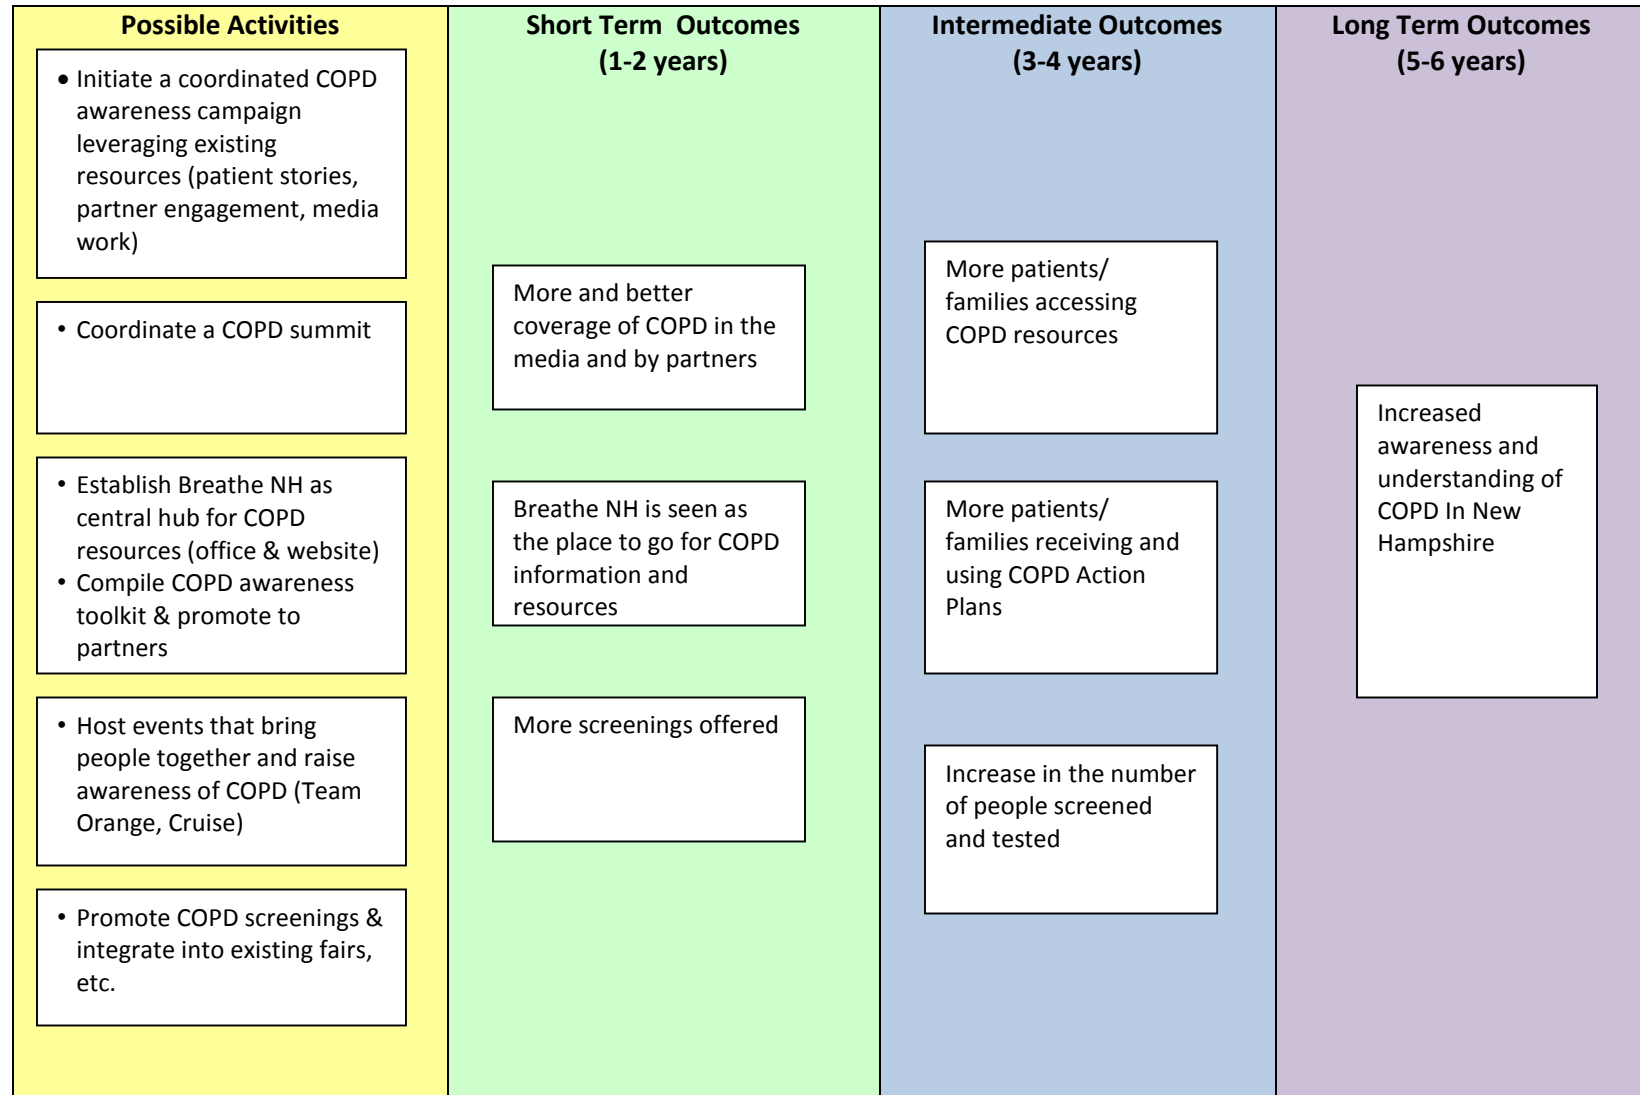 Possible Activities
• Initiate a coordinated COPD
awareness campaign
leveraging existing
resources (patient stories,
partner engagement, media
work)
• Coordinate a COPD summit
• Establish Breathe NH as
central hub for COPD
resources (office & website)
• Compile COPD awareness
toolkit & promote to
partners
• Host events that bring
people together and raise
awareness of COPD (Team
Orange, Cruise)
• Promote COPD screenings &
integrate into existing fairs,
etc.
Short Term Outcomes
(1-2 years)
More and better
coverage of COPD in the
media and by partners
Breathe NH is seen as
the place to go for COPD
information and
resources
More screenings offered
Intermediate Outcomes
(3-4 years)
More patients/
families accessing
COPD resources
More patients/
families receiving and
using COPD Action
Plans
Increase in the number
of people screened
and tested
Long Term Outcomes
(5-6 years)
Increased
awareness and
understanding of
COPD In New
Hampshire